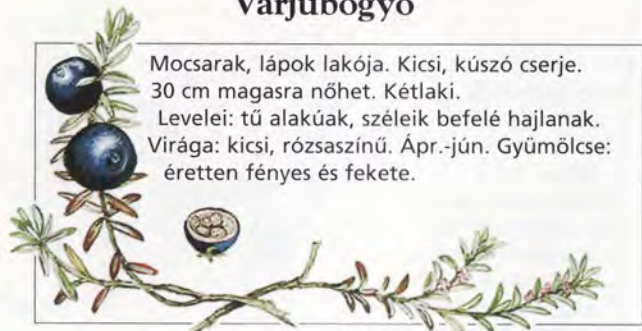 Varjúbogyó
Mocsarak, lápok lakója. Kicsi, kúszó cserje.
30 cm magasra nőhet. Kétlaki.
Levelei: tű alakúak, széleik befelé hajlanak.
Virága: kicsi, rózsaszínű. Ápr.-jún. Gyümölcse:
éretten fényes és fekete.